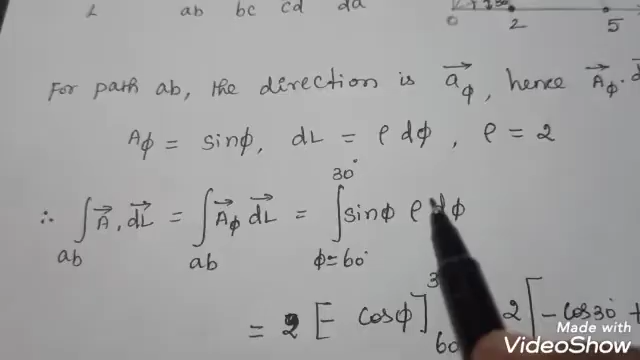 L ab bc cd da
0 2 5
For path ab, the direction is a⃗ϕ, hence A⃗ϕ ·
Aϕ = sinϕ, dL = ρ dϕ, ρ = 2
30°
∴ ∫ A⃗ . dL⃗ = ∫ A⃗ϕ dL⃗ = ∫ sinϕ ρ dϕ
ab ab ϕ=60°
= 2 [- cosϕ] 2 [-cos30° +
60
Made with
VideoShow